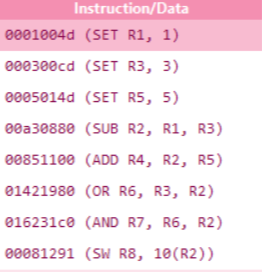 Instruction/Data
0001004d (SET R1, 1)
000300cd (SET R3, 3)
0005014d (SET R5, 5)
00a30880 (SUB R2, R1, R3)
00851100 (ADD R4, R2, R5)
01421980 (OR R6, R3, R2)
016231c0 (AND R7, R6, R2)
00081291 (SW R8, 10(R2))